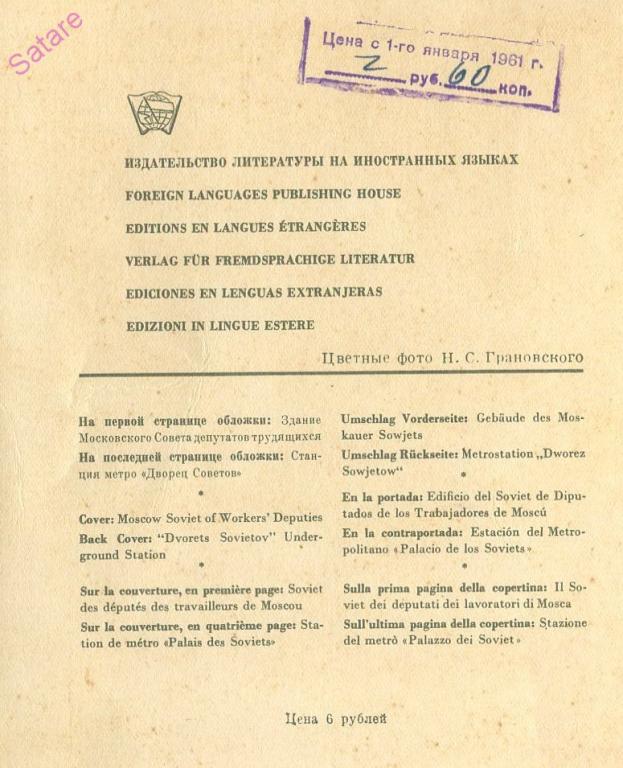 Satare
Цена с 1-го января 1961 г.
2 руб. 60 коп.
ИЗДАТЕЛЬСТВО ЛИТЕРАТУРЫ НА ИНОСТРАННЫХ ЯЗЫКАХ
FOREIGN LANGUAGES PUBLISHING HOUSE
EDITIONS EN LANGUES ÉTRANGÈRES
VERLAG FÜR FREMDSPRACHIGE LITERATUR
EDICIONES EN LENGUAS EXTRANJERAS
EDIZIONI IN LINGUE ESTERE
Цветные фото Н. С. Грановского
На первой странице обложки: Здание
Московского Совета депутатов трудящихся
На последней странице обложки: Стан-
ция метро «Дворец Советов»
*
Cover: Moscow Soviet of Workers' Deputies
Back Cover: "Dvorets Sovietov" Under-
ground Station
*
Sur la couverture, en première page: Soviet
des députés des travailleurs de Moscou
Sur la couverture, en quatrième page: Sta-
tion de métro «Palais des Soviets»
Umschlag Vorderseite: Gebäude des Mos-
kauer Sowjets
Umschlag Rückseite: Metrostation „Dworez
Sowjetow“
*
En la portada: Edificio del Soviet de Dipu-
tados de los Trabajadores de Moscú
En la contraportada: Estación del Metro-
politano «Palacio de los Soviets»
*
Sulla prima pagina della copertina: Il So-
viet dei deputati dei lavoratori di Mosca
Sull'ultima pagina della copertina: Stazione
del metrò «Palazzo dei Soviet»
Цена 6 рублей